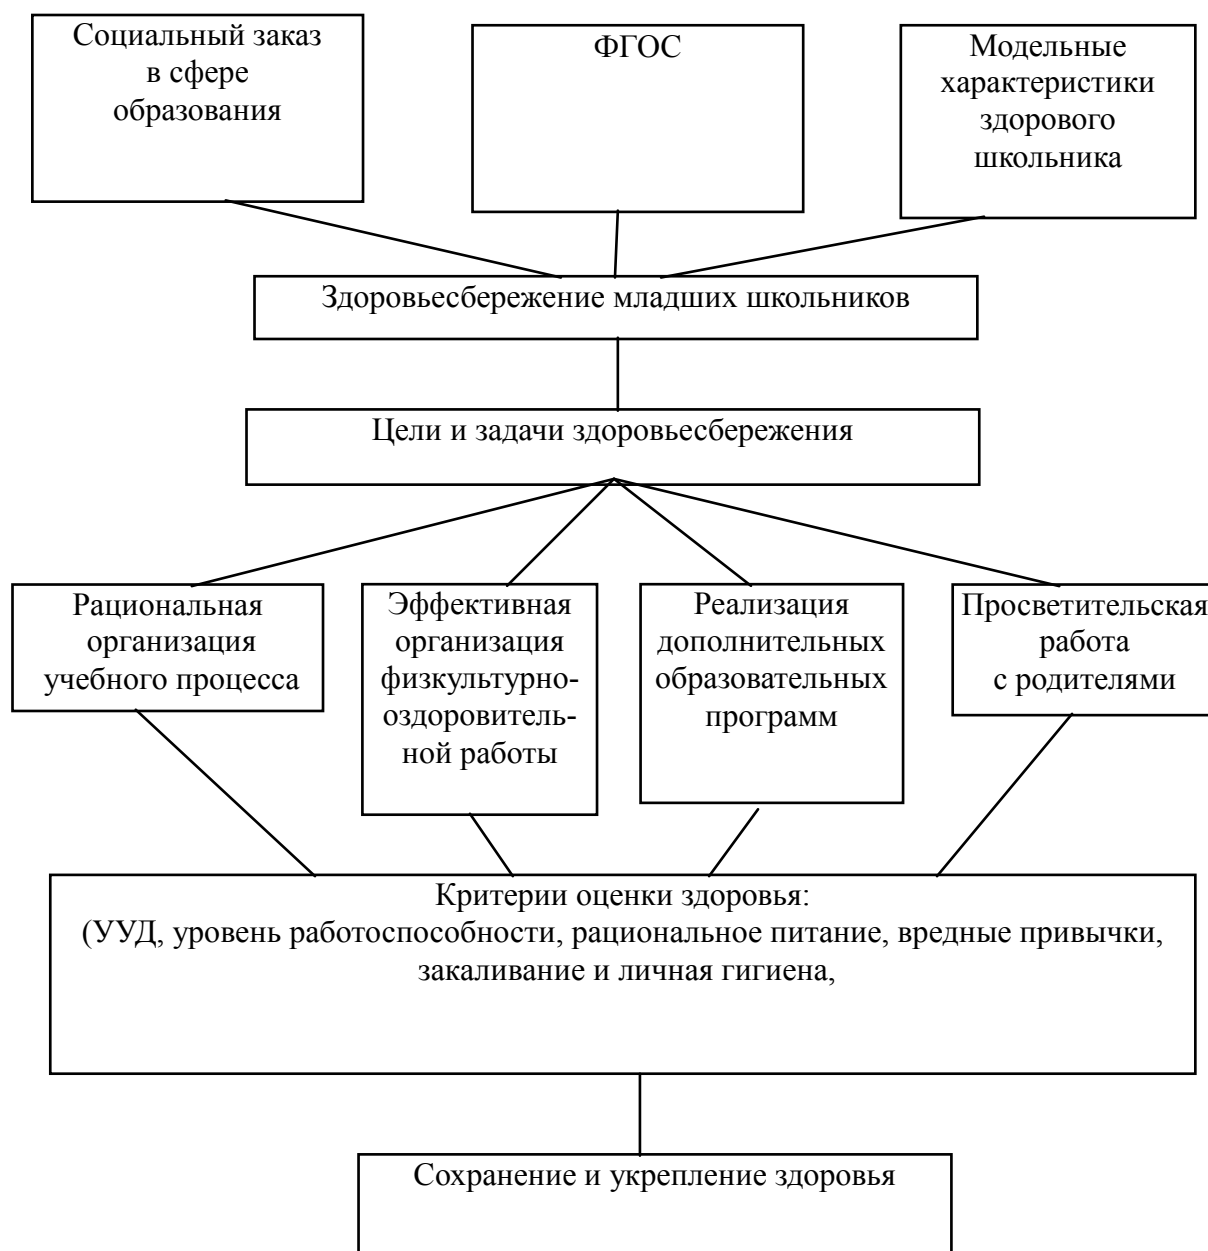 Социальный заказ
в сфере
образования
ФГОС
Модельные
характеристики
здорового
школьника
Здоровьесбережение младших школьников
Цели и задачи здоровьесбережения
Рациональная
организация
учебного процесса
Эффективная
организация
физкультурно-
оздоровитель-
ной работы
Реализация
дополнительных
образовательных
программ
Просветительская
работа
с родителями
Критерии оценки здоровья:
(УУД, уровень работоспособности, рациональное питание, вредные привычки,
закаливание и личная гигиена,
Сохранение и укрепление здоровья